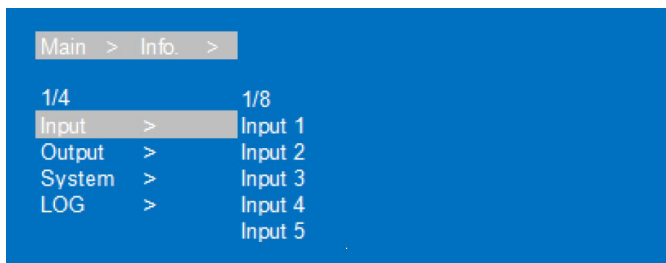 Main > Info. >
1/4 1/8
Input > Input 1
Output > Input 2
System > Input 3
LOG > Input 4
Input 5